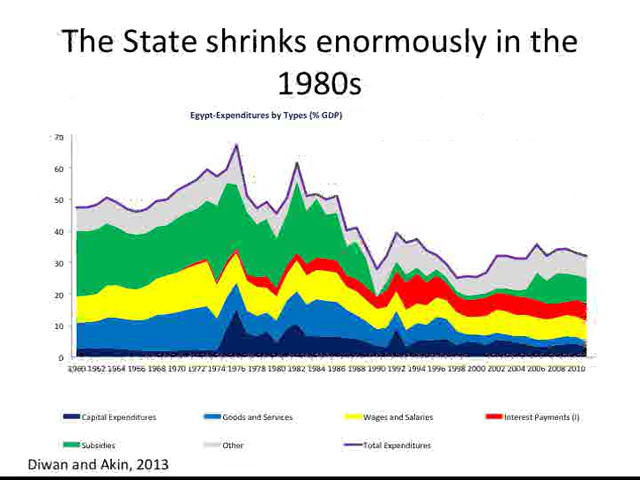 The State shrinks enormously in the
1980s
Egypt-Expenditures by Types (% GDP)
70
60
50
40
30
20
10
0
1960 1962 1964 1966 1968 1970 1972 1974 1976 1978 1980 1982 1984 1986 1988 1990 1992 1994 1996 1998 2000 2002 2004 2006 2008 2010
Capital Expenditures Goods and Services Wages and Salaries Interest Payments (I)
Subsidies Other Total Expenditures
Diwan and Akin, 2013